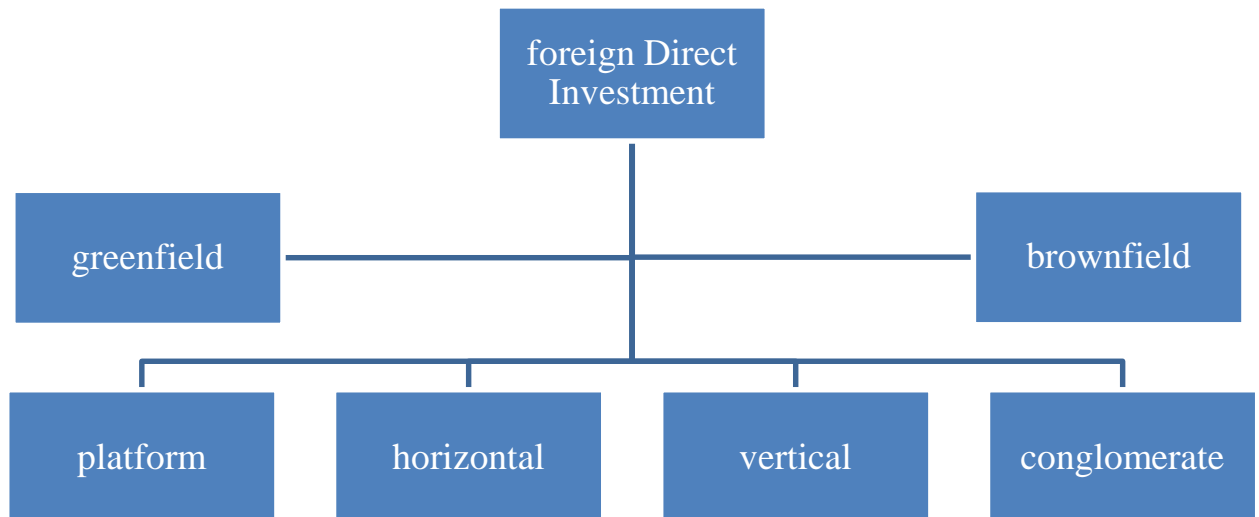 foreign Direct
Investment
greenfield
brownfield
platform
horizontal
vertical
conglomerate